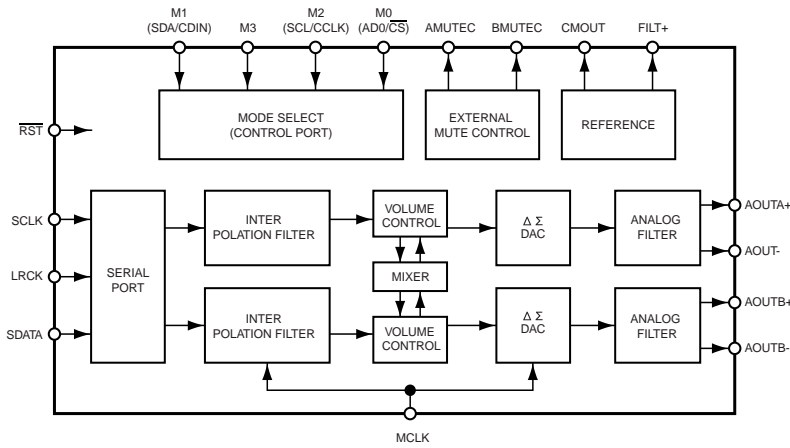 M1
(SDA/CDIN)
M3
M2
(SCL/CCLK)
M0
(AD0/CS)
AMUTEC
BMUTEC
CMOUT
FILT+
MODE SELECT
(CONTROL PORT)
EXTERNAL
MUTE CONTROL
REFERENCE
RST
SCLK
LRCK
SDATA
SERIAL
PORT
INTER
POLATION FILTER
VOLUME
CONTROL
Δ Σ
DAC
ANALOG
FILTER
AOUTA+
AOUT-
MIXER
INTER
POLATION FILTER
VOLUME
CONTROL
Δ Σ
DAC
ANALOG
FILTER
AOUTB+
AOUTB-
MCLK